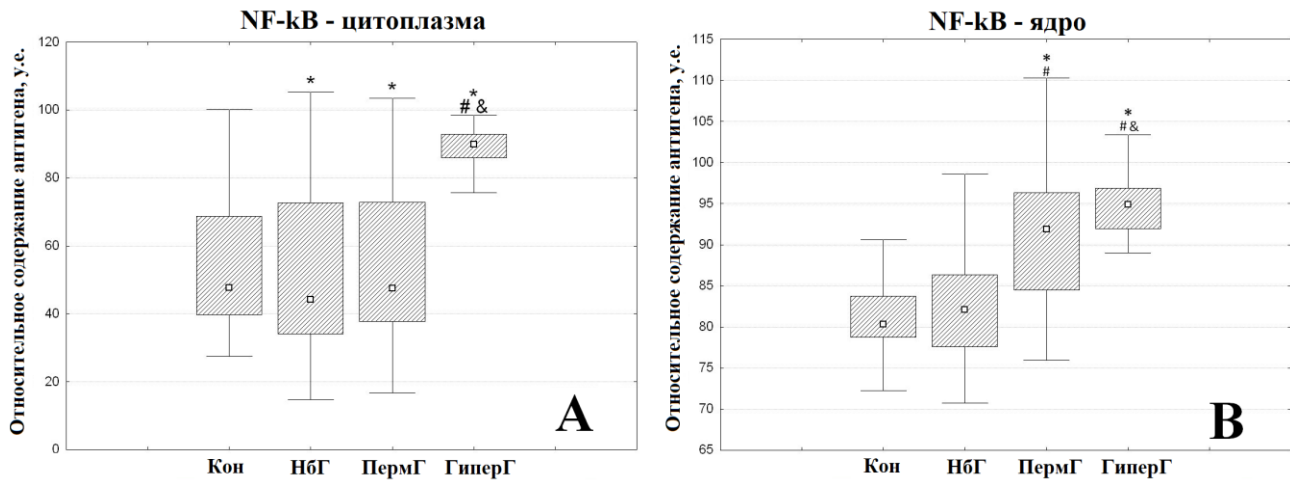 NF-kB - цитоплазма
Относительное содержание антигена, у.е.
120
100
80
60
40
20
0
* * *
# &
A
Кон НбГ ПермГ ГиперГ
NF-kB - ядро
Относительное содержание антигена, у.е.
115
110
105
100
95
90
85
80
75
70
65
*
#
*
# &
B
Кон НбГ ПермГ ГиперГ